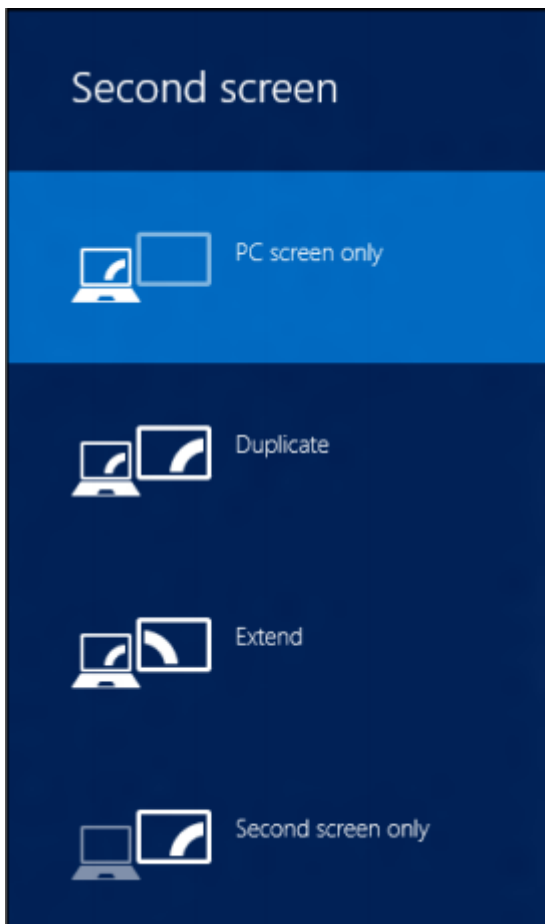 Second screen
PC screen only
Duplicate
Extend
Second screen only